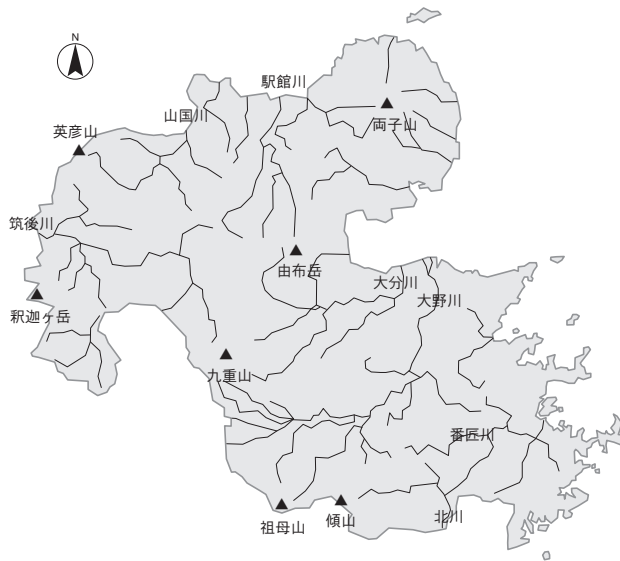 N
駅館川
山国川
両子山
英彦山
筑後川
由布岳
大分川
大野川
釈迦ヶ岳
九重山
番匠川
祖母山
傾山
北川